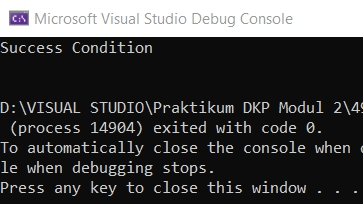 Microsoft Visual Studio Debug Console
Success Condition
D:\VISUAL STUDIO\Praktikum DKP Modul 2\49
(process 14904) exited with code 0.
To automatically close the console when
le when debugging stops.
Press any key to close this window . . .